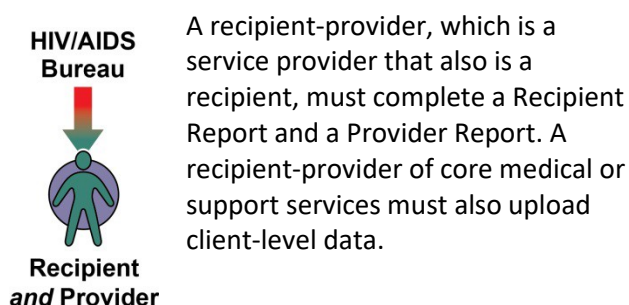 HIV/AIDS
Bureau
Recipient
and Provider
A recipient-provider, which is a
service provider that also is a
recipient, must complete a Recipient
Report and a Provider Report. A
recipient-provider of core medical or
support services must also upload
client-level data.